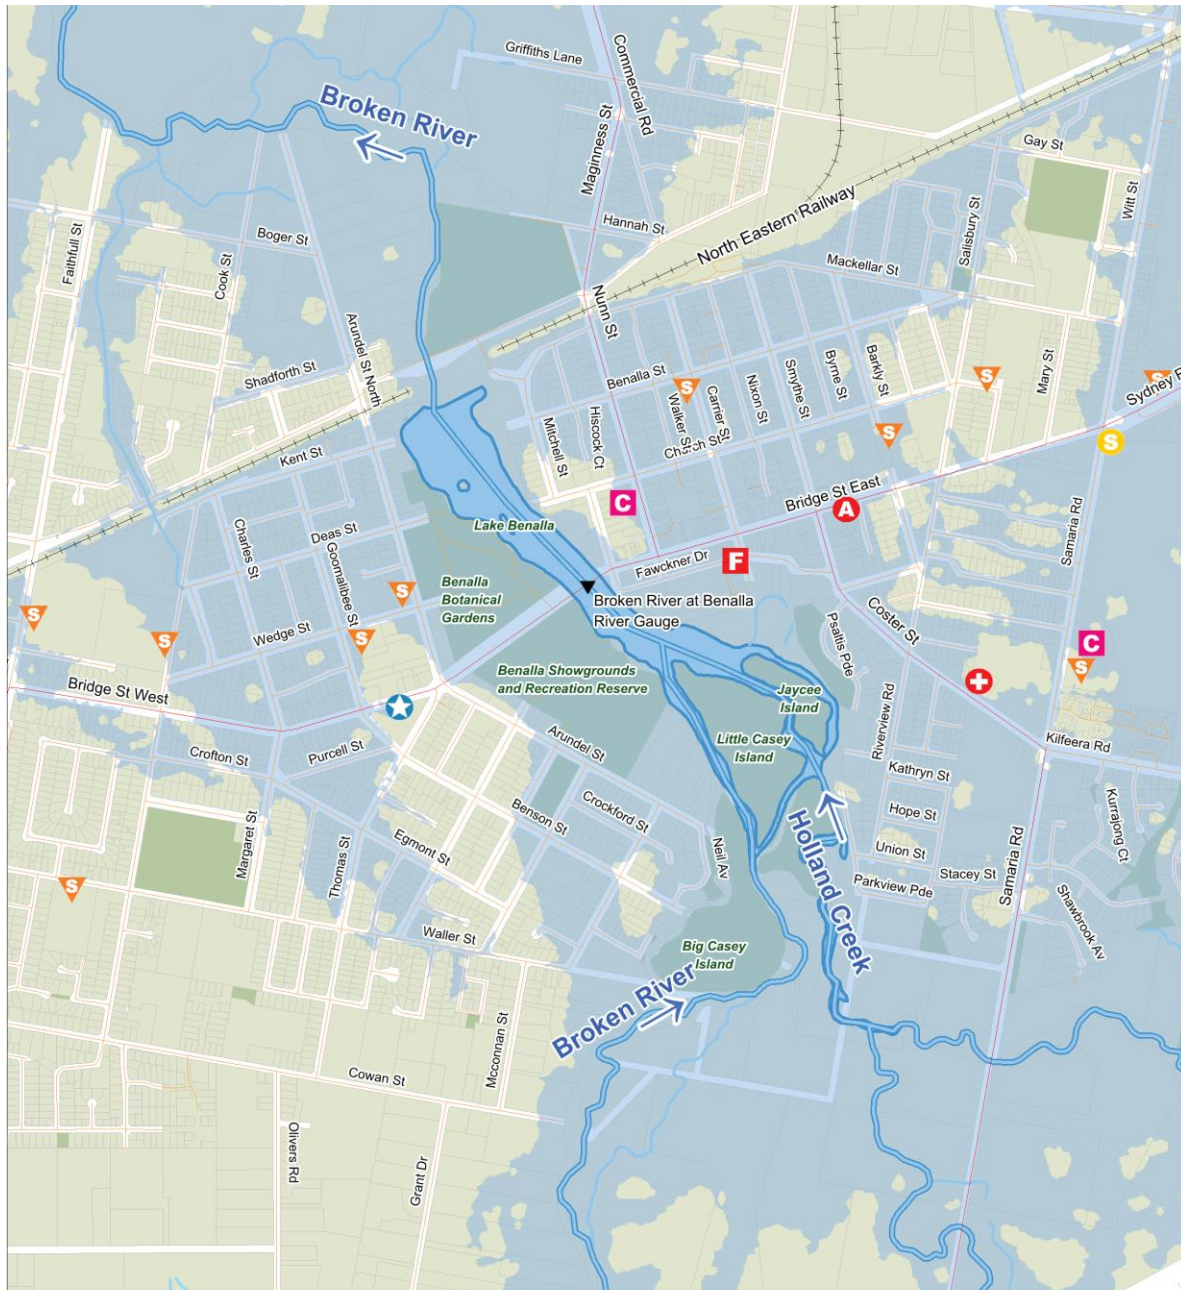 Griffiths Lane
Commercial Rd
Broken River
Maginness St
Gay St
Witt St
Hannah St
North Eastern Railway
Salisbury St
Faithfull St
Boger St
Cook St
Mackellar St
Nunn St
Arundel St North
Shadforth St
Benalla St
S
Walker St
Carrier St
Nixon St
Smythe St
Byrne St
Barkly St
S
Mary St
S
Sydney
Hiscock Ct
Mitchell St
Church St
S
S
Kent St
C
Bridge St East
A
Lake Benalla
Charles St
Deas St
Goomalibee St
Samaria Rd
Fawckner Dr
F
Benalla
Botanical
Gardens
S
Broken River at Benalla
River Gauge
S
Wedge St
S
S
Psaltis Pde
Coster St
C
S
Bridge St West
Benalla Showgrounds
and Recreation Reserve
Jaycee
Island
Riverview Rd
Little Casey
Island
Arundel St
Kilfeera Rd
Crofton St
Purcell St
Kathryn St
Crockford St
Benson St
Hope St
Kurrajong Ct
Margaret St
Thomas St
Egmont St
Neil Av
Holland Creek
Union St
Stacey St
Samaria Rd
S
Parkview Pde
Shawbrook Av
Waller St
Big Casey
Island
Broken River
Mcconnan St
Cowan St
Olivers Rd
Grant Dr